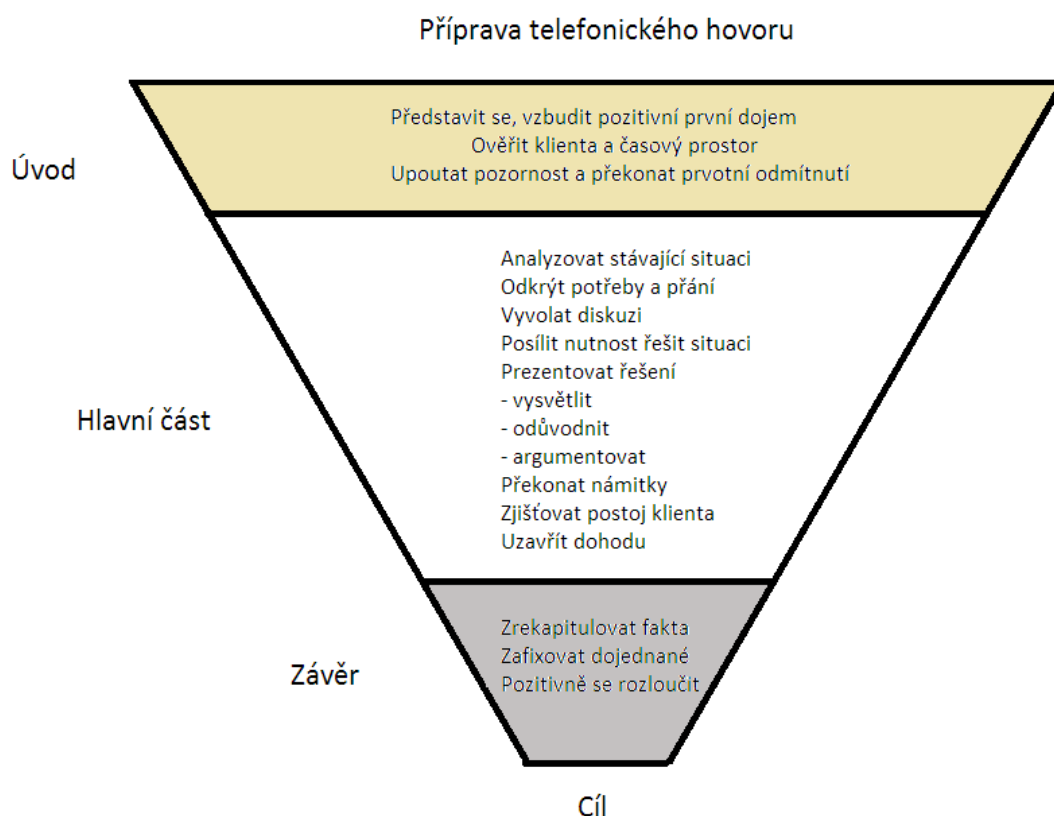 Příprava telefonického hovoru
Úvod
Představit se, vzbudit pozitivní první dojem
Ověřit klienta a časový prostor
Upoutat pozornost a překonat prvotní odmítnutí
Hlavní část
Analyzovat stávající situaci
Odkrýt potřeby a přání
Vyvolat diskuzi
Posílit nutnost řešit situaci
Prezentovat řešení
- vysvětlit
- odůvodnit
- argumentovat
Překonat námitky
Zjišťovat postoj klienta
Uzavřít dohodu
Závěr
Zrekapitulovat fakta
Zafixovat dojednané
Pozitivně se rozloučit
Cíl